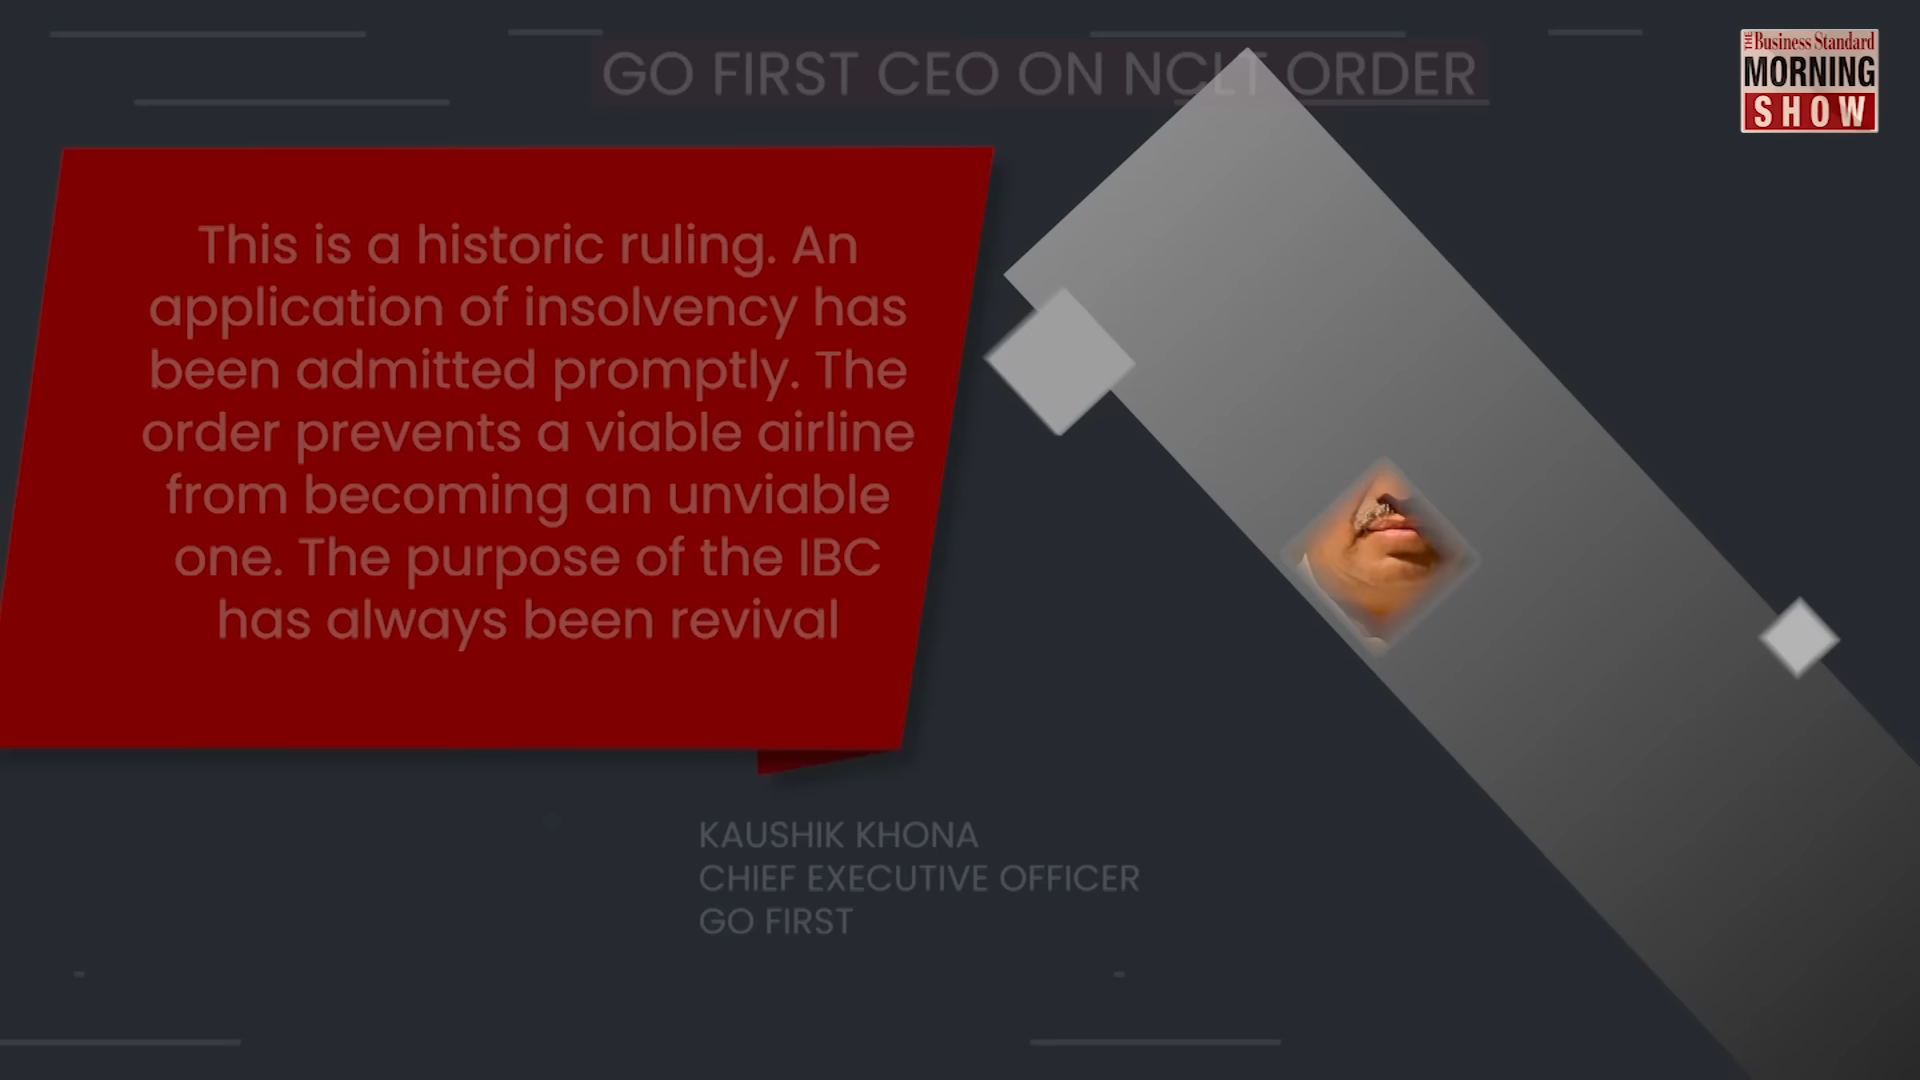 GO FIRST CEO ON NCLT ORDER
THE Business Standard
MORNING
SHOW
This is a historic ruling. An
application of insolvency has
been admitted promptly. The
order prevents a viable airline
from becoming an unviable
one. The purpose of the IBC
has always been revival
KAUSHIK KHONA
CHIEF EXECUTIVE OFFICER
GO FIRST